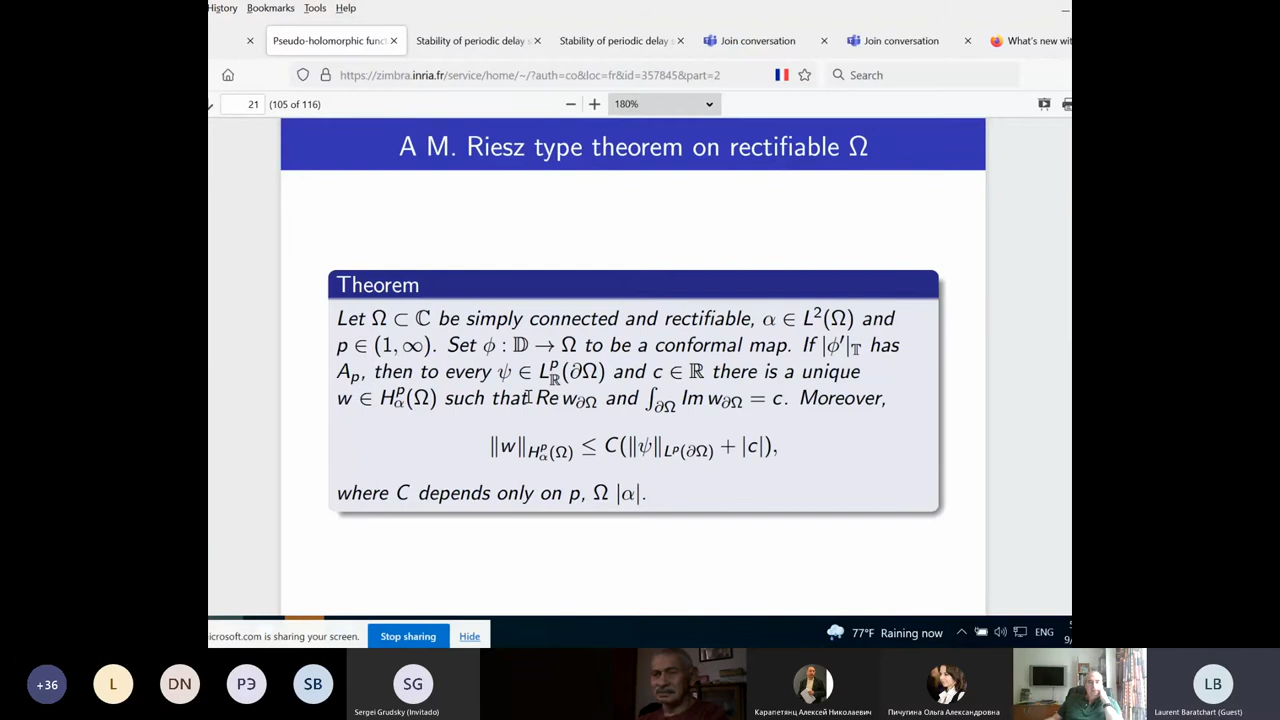 History Bookmarks Tools Help
Pseudo-holomorphic funct Stability of periodic delay s Stability of periodic delay s Join conversation Join conversation What's new wit
https://zimbra.inria.fr/service/home/~/?auth=co&loc=fr&id=357845&part=2 Search
21 (105 of 116) 180%
A M. Riesz type theorem on rectifiable Ω
Theorem
Let Ω ⊂ ℂ be simply connected and rectifiable, α ∈ L²(Ω) and
p ∈ (1, ∞). Set ϕ : 𝔻 → Ω to be a conformal map. If |ϕ′|_𝕋 has
A_p, then to every ψ ∈ L^p_ℝ(∂Ω) and c ∈ ℝ there is a unique
w ∈ H^p_α(Ω) such that Re w_∂Ω and ∫_∂Ω Im w_∂Ω = c. Moreover,
‖w‖_{H^p_α(Ω)} ≤ C(‖ψ‖_{L^p(∂Ω)} + |c|),
where C depends only on p, Ω |α|.
icrosoft.com is sharing your screen. Stop sharing Hide
77°F Raining now ENG
+36 L DN РЭ SB SG LB
Sergei Grudsky (Invitado) Карапетянц Алексей Николаевич Пичугина Ольга Александровна Laurent Baratchart (Guest)